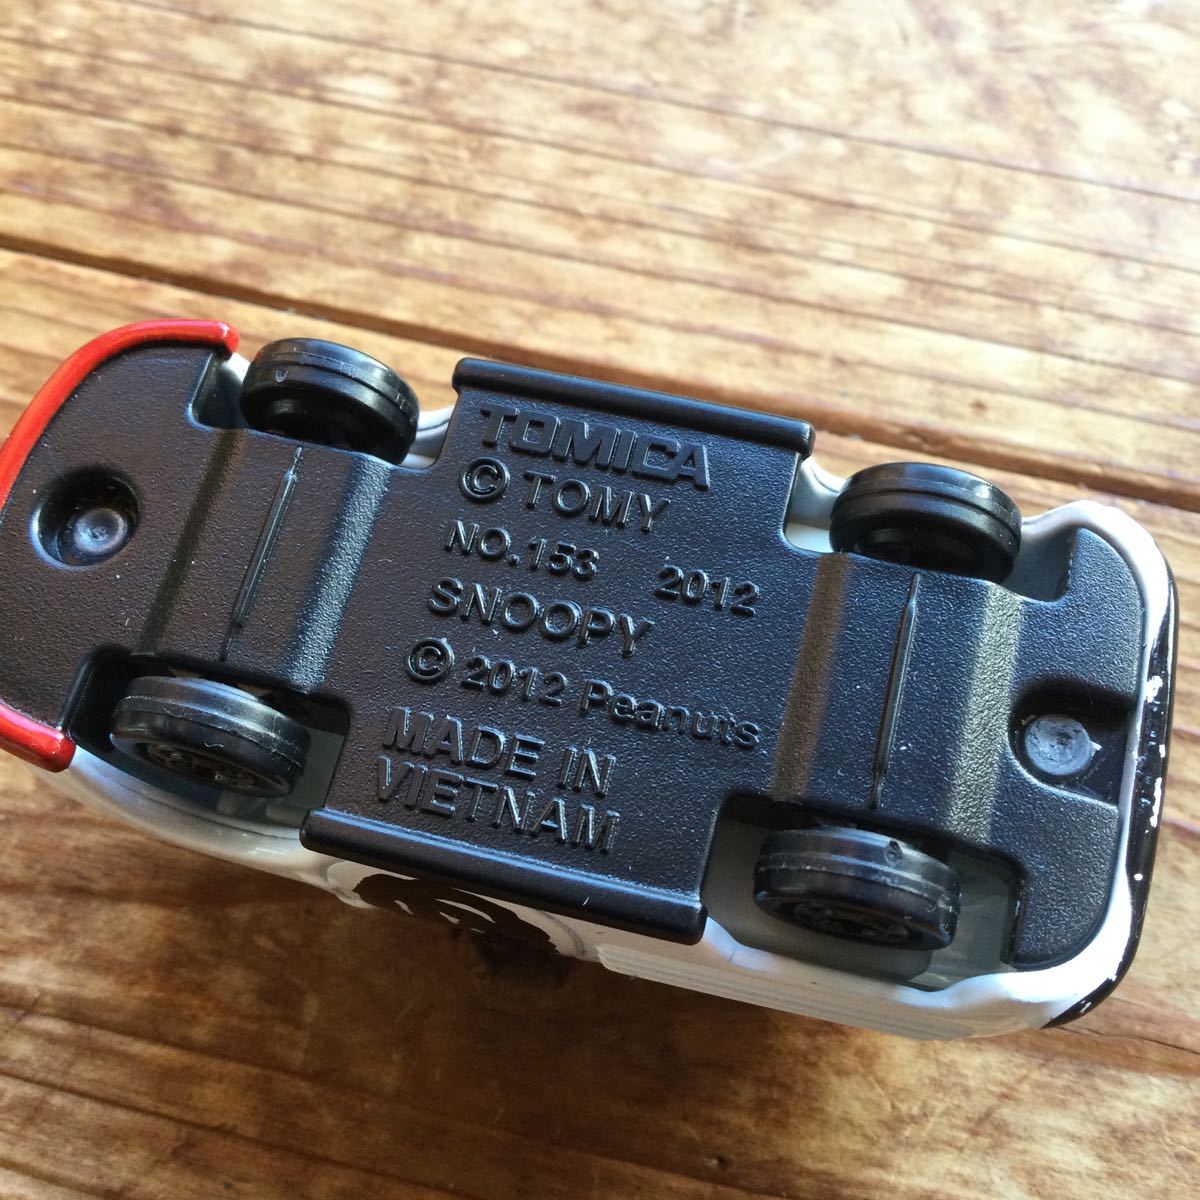 TOMICA
© TOMY
NO.153 2012
SNOOPY
© 2012 Peanuts
MADE IN
VIETNAM